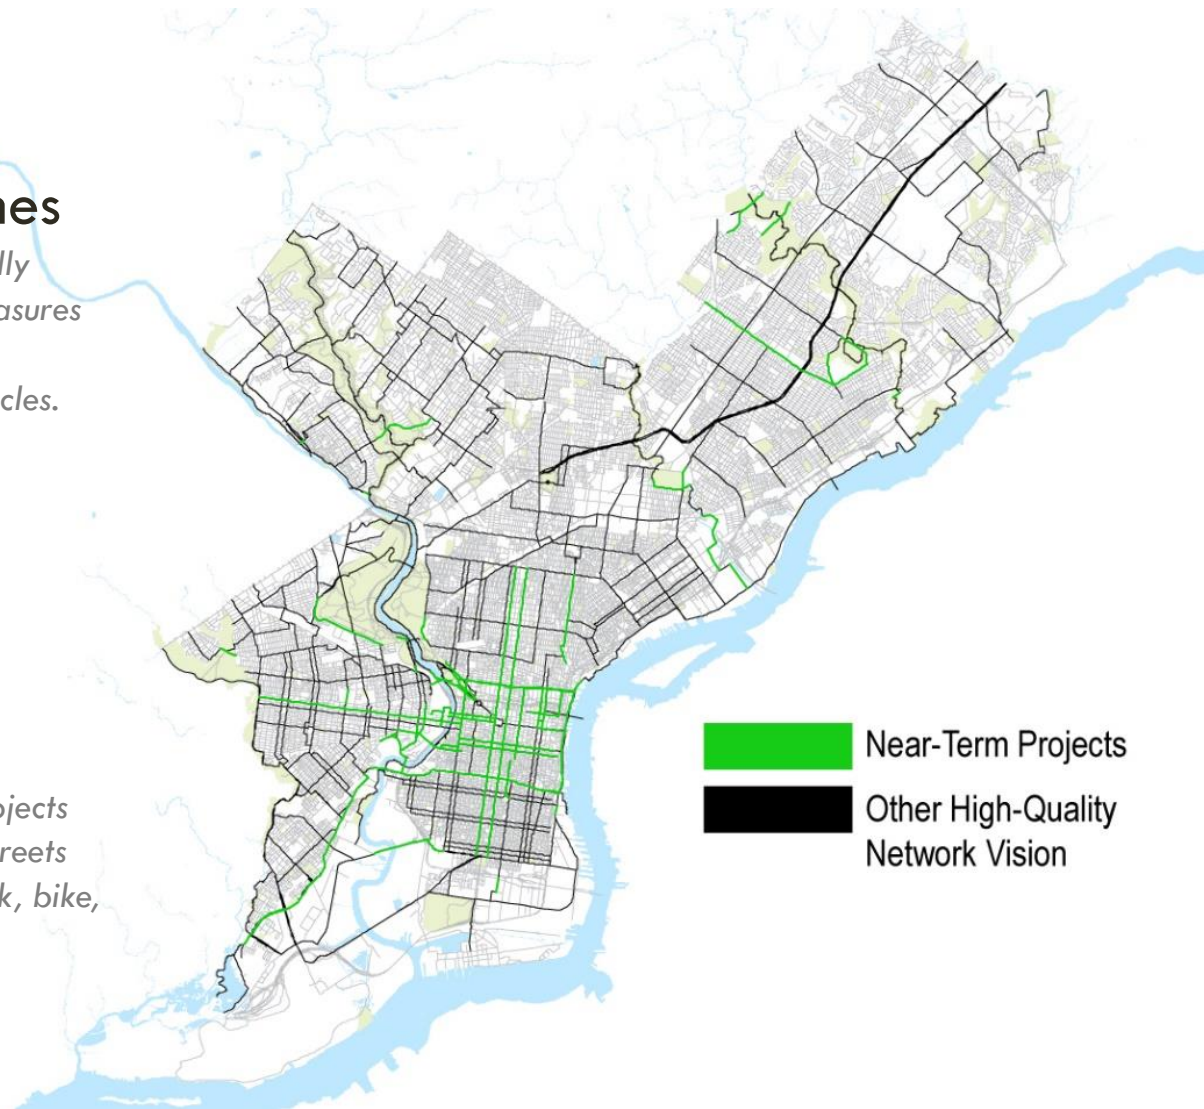 nes
lly
asures
cles.
ojects
reets
k, bike,
Near-Term Projects
Other High-Quality
Network Vision